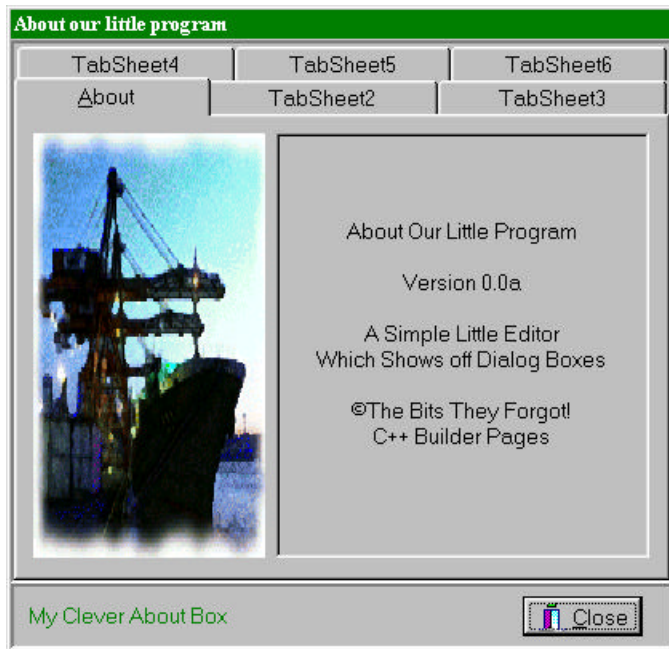 About our little program
TabSheet4 TabSheet5 TabSheet6
About TabSheet2 TabSheet3
About Our Little Program
Version 0.0a
A Simple Little Editor
Which Shows off Dialog Boxes
©The Bits They Forgot!
C++ Builder Pages
My Clever About Box
Close